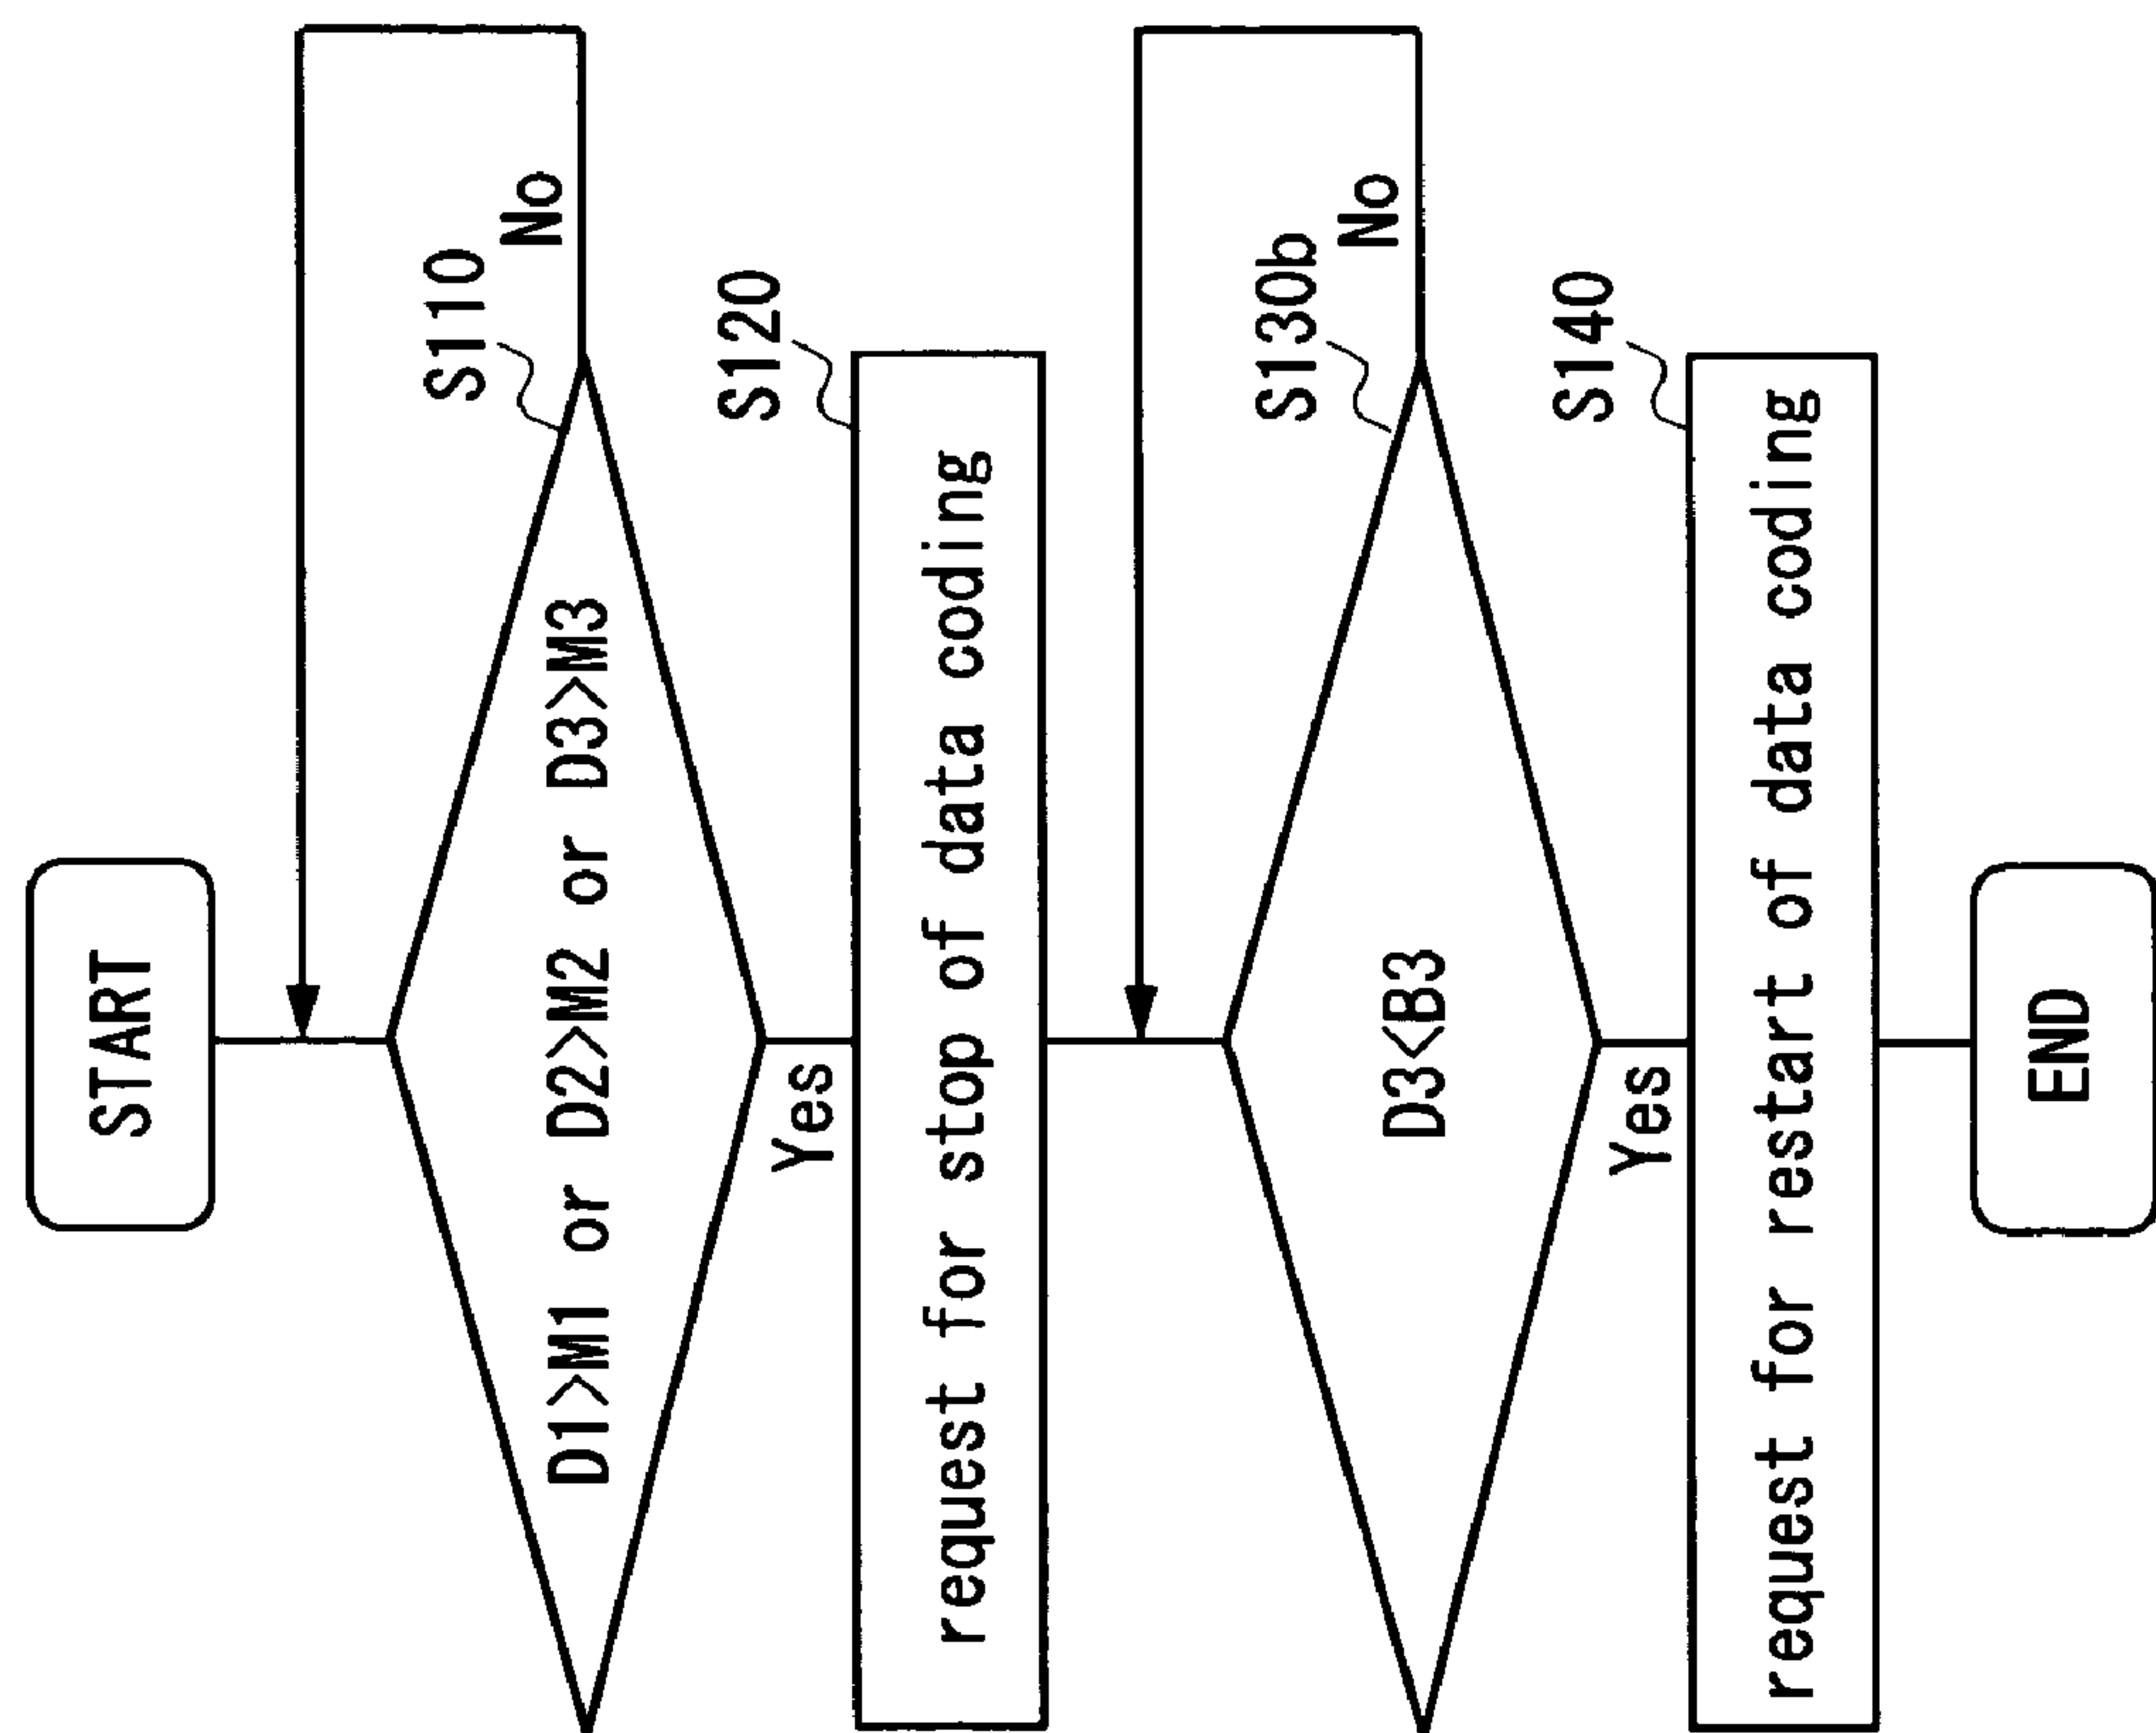 START
S110
D1>M1 or D2>M2 or D3>M3
No
Yes
S120
request for stop of data coding
S130b
D3<B3
No
Yes
S140
request for restart of data coding
END